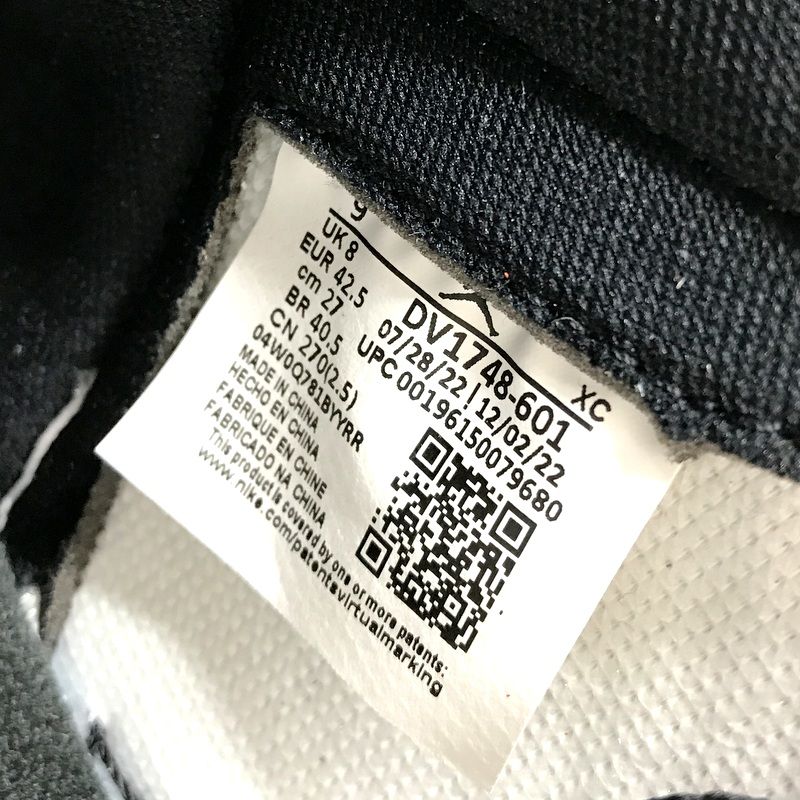 9
UK 8
EUR 42.5
cm 27
BR 40.5
CN 270(2.5)
04W0Q781BYYRR
MADE IN CHINA
HECHO EN CHINA
FABRIQUE EN CHINE
FABRICADO NA CHINA
This product is covered by one or more patents:
www.nike.com/patentsvirtualmarking
XC
DV1748-601
07/28/22 | 12/02/22
UPC 00196150079680